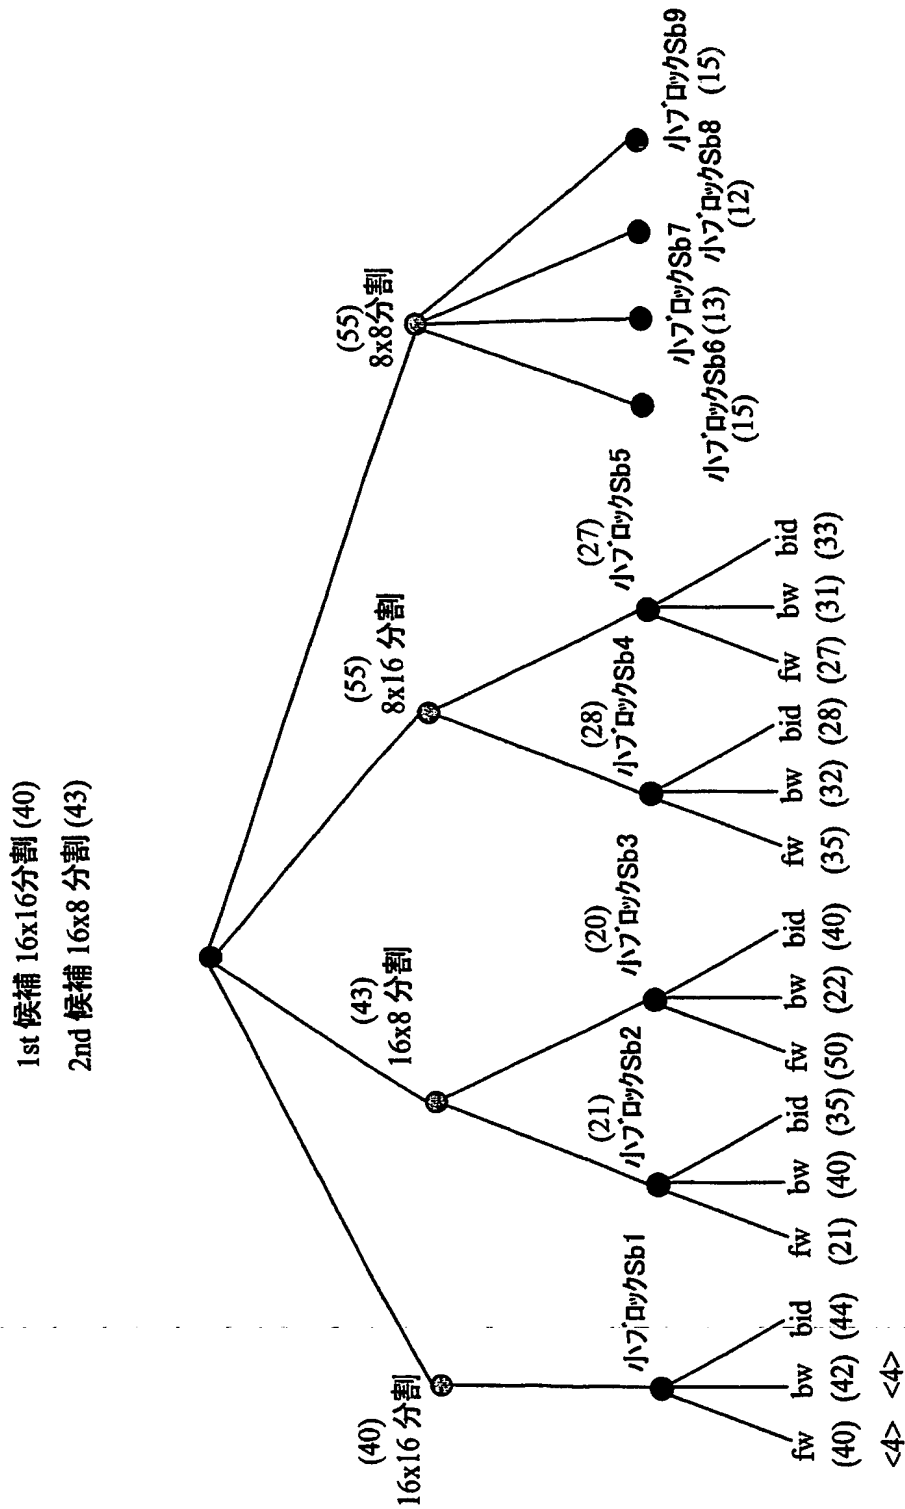 1st 候補 16x16分割 (40)
2nd 候補 16x8 分割 (43)
(40)
16x16 分割
(43)
16x8 分割
(55)
8x16 分割
(55)
8x8分割
小ブロックSb1
(21)
小ブロックSb2
(20)
小ブロックSb3
(28)
小ブロックSb4
(27)
小ブロックSb5
小ブロックSb6
(15)
小ブロックSb7
(13)
小ブロックSb8
(12)
小ブロックSb9
(15)
fw bw bid
(40) (42) (44)
<4> <4>
fw bw bid
(21) (40) (35)
fw bw bid
(50) (22) (40)
fw bw bid
(35) (32) (28)
fw bw bid
(27) (31) (33)